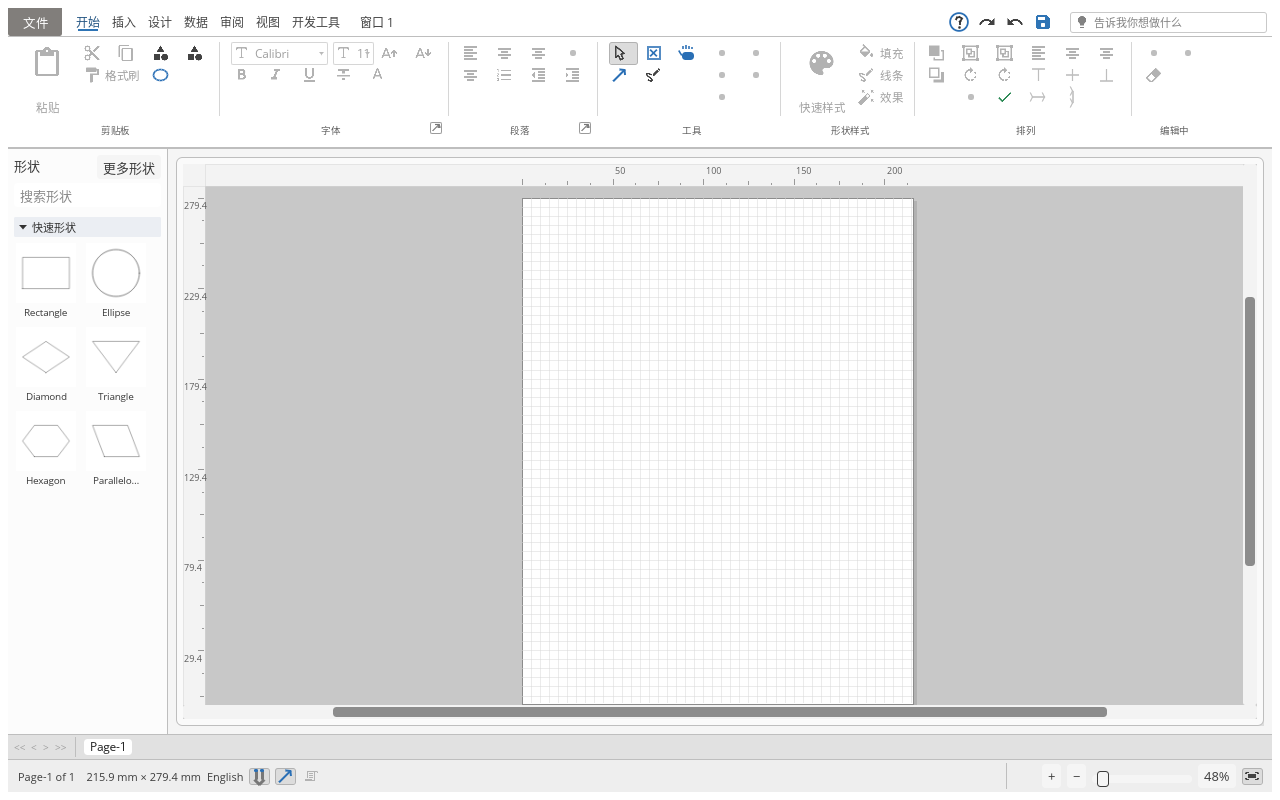 文件 开始 插入 设计 数据 审阅 视图 开发工具 窗口 1 告诉我你想做什么
Calibri 11
填充
格式刷 线条
粘贴 快速样式 效果
剪贴板 字体 段落 工具 形状样式 排列 编辑中
形状 更多形状
搜索形状
快速形状
Rectangle Ellipse
Diamond Triangle
Hexagon Parallelo...
50 100 150 200
279.4
229.4
179.4
129.4
79.4
29.4
<< < > >> Page-1
Page-1 of 1 215.9 mm × 279.4 mm English + − 48%